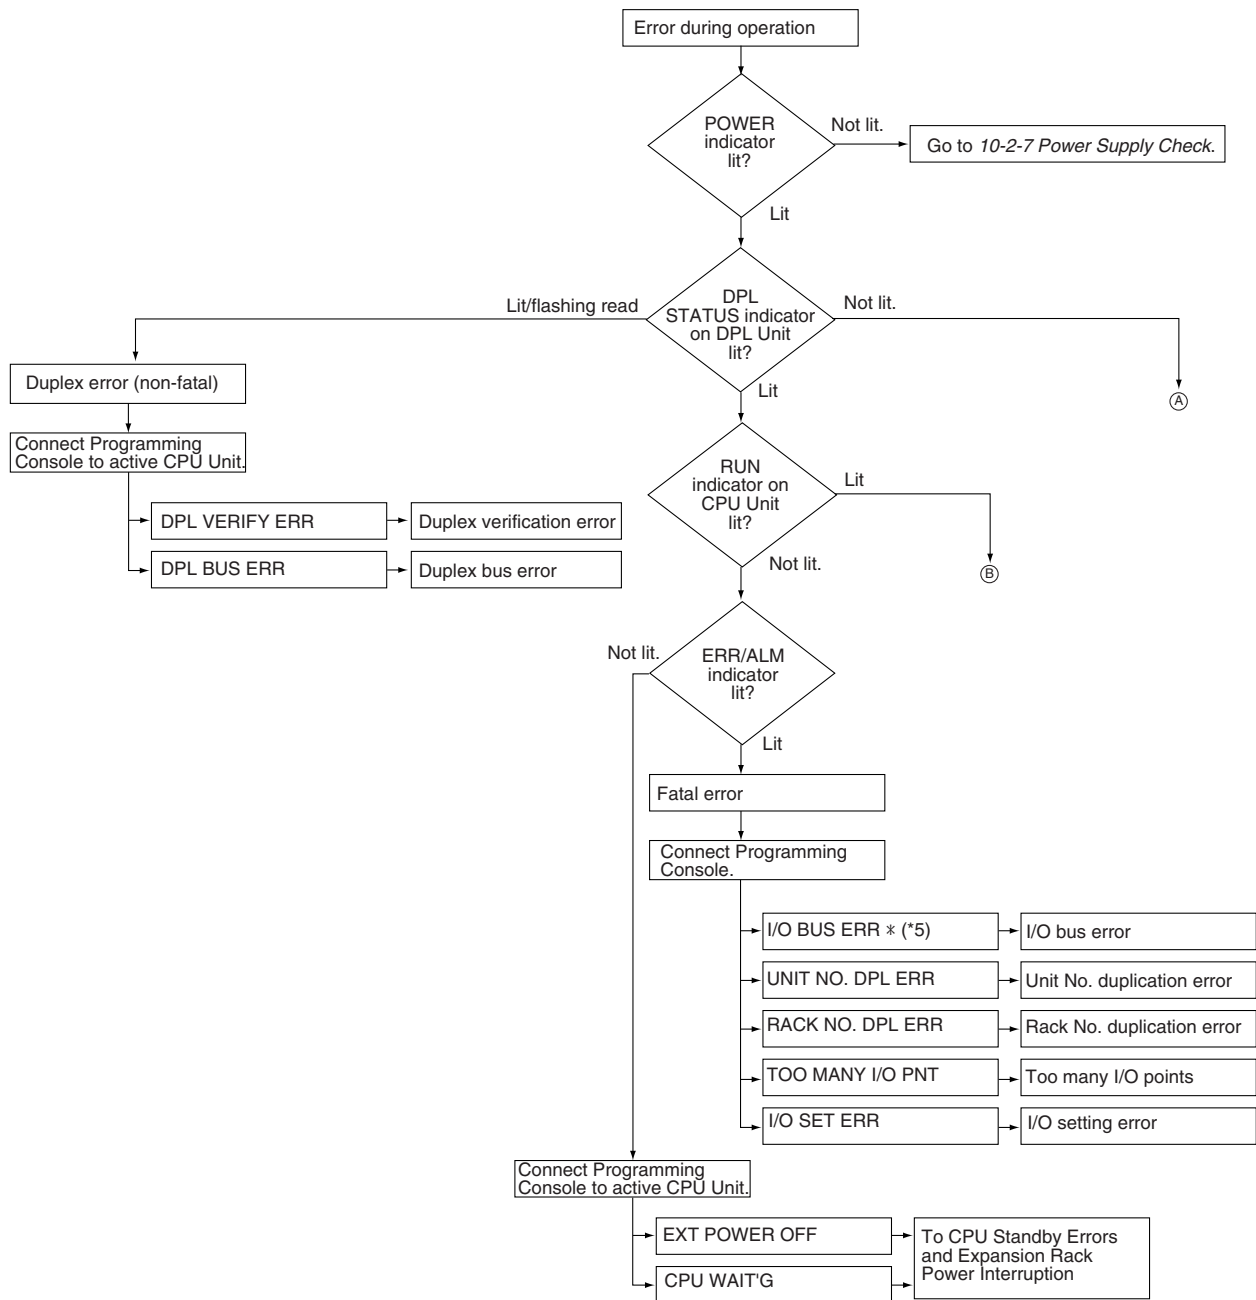 Error during operation
POWER
indicator
lit?
Not lit.
Go to 10-2-7 Power Supply Check.
Lit
DPL
STATUS indicator
on DPL Unit
lit?
Lit/flashing read
Not lit.
Lit
A
Duplex error (non-fatal)
Connect Programming
Console to active CPU Unit.
DPL VERIFY ERR
Duplex verification error
DPL BUS ERR
Duplex bus error
RUN
indicator on
CPU Unit
lit?
Lit
Not lit.
B
ERR/ALM
indicator
lit?
Not lit.
Lit
Fatal error
Connect Programming
Console.
I/O BUS ERR * (*5)
I/O bus error
UNIT NO. DPL ERR
Unit No. duplication error
RACK NO. DPL ERR
Rack No. duplication error
TOO MANY I/O PNT
Too many I/O points
I/O SET ERR
I/O setting error
Connect Programming
Console to active CPU Unit.
EXT POWER OFF
CPU WAIT'G
To CPU Standby Errors
and Expansion Rack
Power Interruption